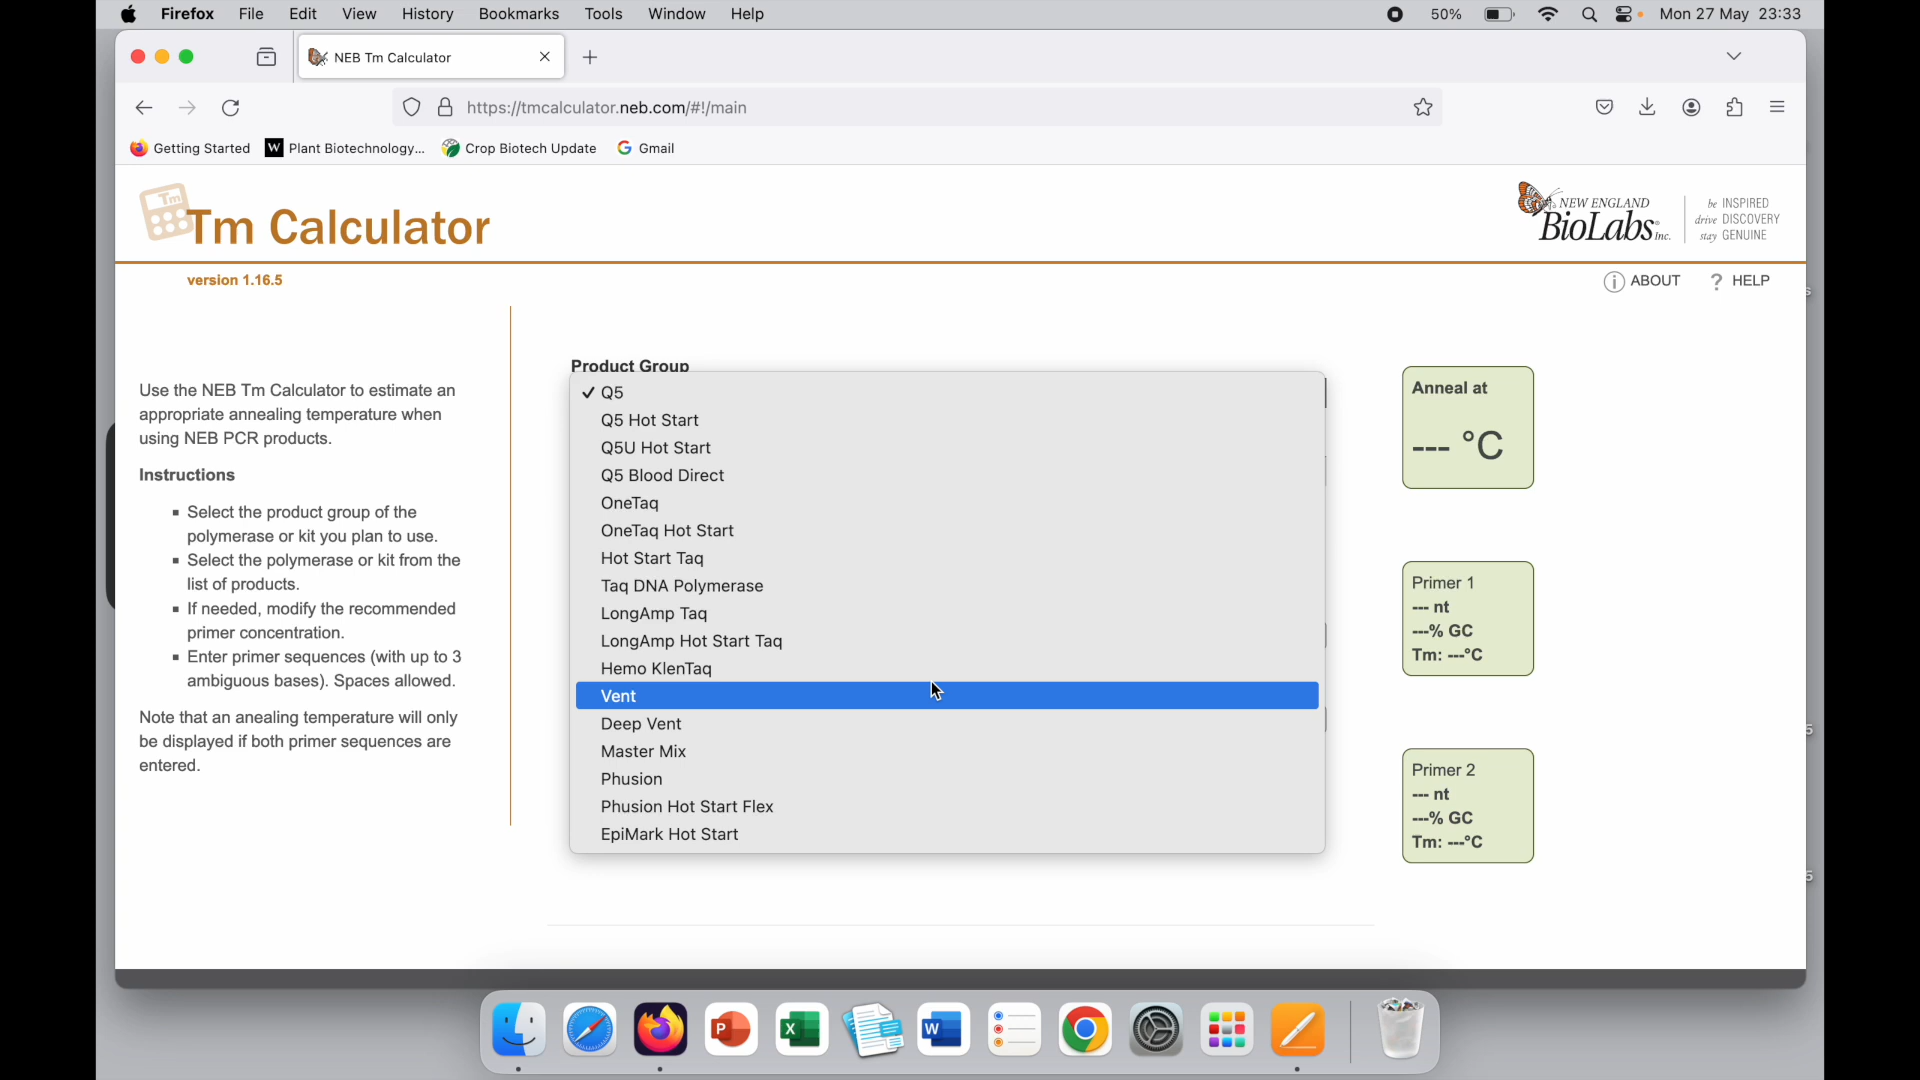 Firefox File Edit View History Bookmarks Tools Window Help 50% Mon 27 May 23:33
NEB Tm Calculator
https://tmcalculator.neb.com/#!/main
Getting Started W Plant Biotechnology... Crop Biotech Update G Gmail
Tm
Tm Calculator
NEW ENGLAND
BioLabs Inc.
be INSPIRED
drive DISCOVERY
stay GENUINE
version 1.16.5
i ABOUT ? HELP
Use the NEB Tm Calculator to estimate an
appropriate annealing temperature when
using NEB PCR products.
Instructions
Select the product group of the
polymerase or kit you plan to use.
Select the polymerase or kit from the
list of products.
If needed, modify the recommended
primer concentration.
Enter primer sequences (with up to 3
ambiguous bases). Spaces allowed.
Note that an anealing temperature will only
be displayed if both primer sequences are
entered.
Product Group
✓ Q5
Q5 Hot Start
Q5U Hot Start
Q5 Blood Direct
OneTaq
OneTaq Hot Start
Hot Start Taq
Taq DNA Polymerase
LongAmp Taq
LongAmp Hot Start Taq
Hemo KlenTaq
Vent
Deep Vent
Master Mix
Phusion
Phusion Hot Start Flex
EpiMark Hot Start
Anneal at
--- °C
Primer 1
--- nt
---% GC
Tm: ---°C
Primer 2
--- nt
---% GC
Tm: ---°C
s
5
5
P X W